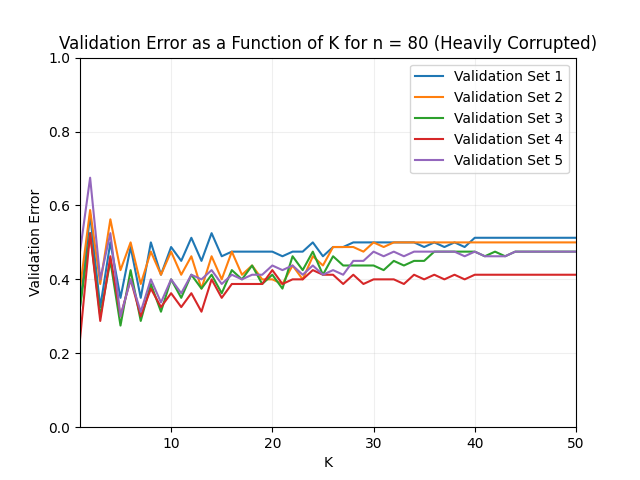 Validation Error as a Function of K for n = 80 (Heavily Corrupted)
1.0
0.8
0.6
0.4
0.2
0.0
Validation Error
Validation Set 1
Validation Set 2
Validation Set 3
Validation Set 4
Validation Set 5
10 20 30 40 50
K